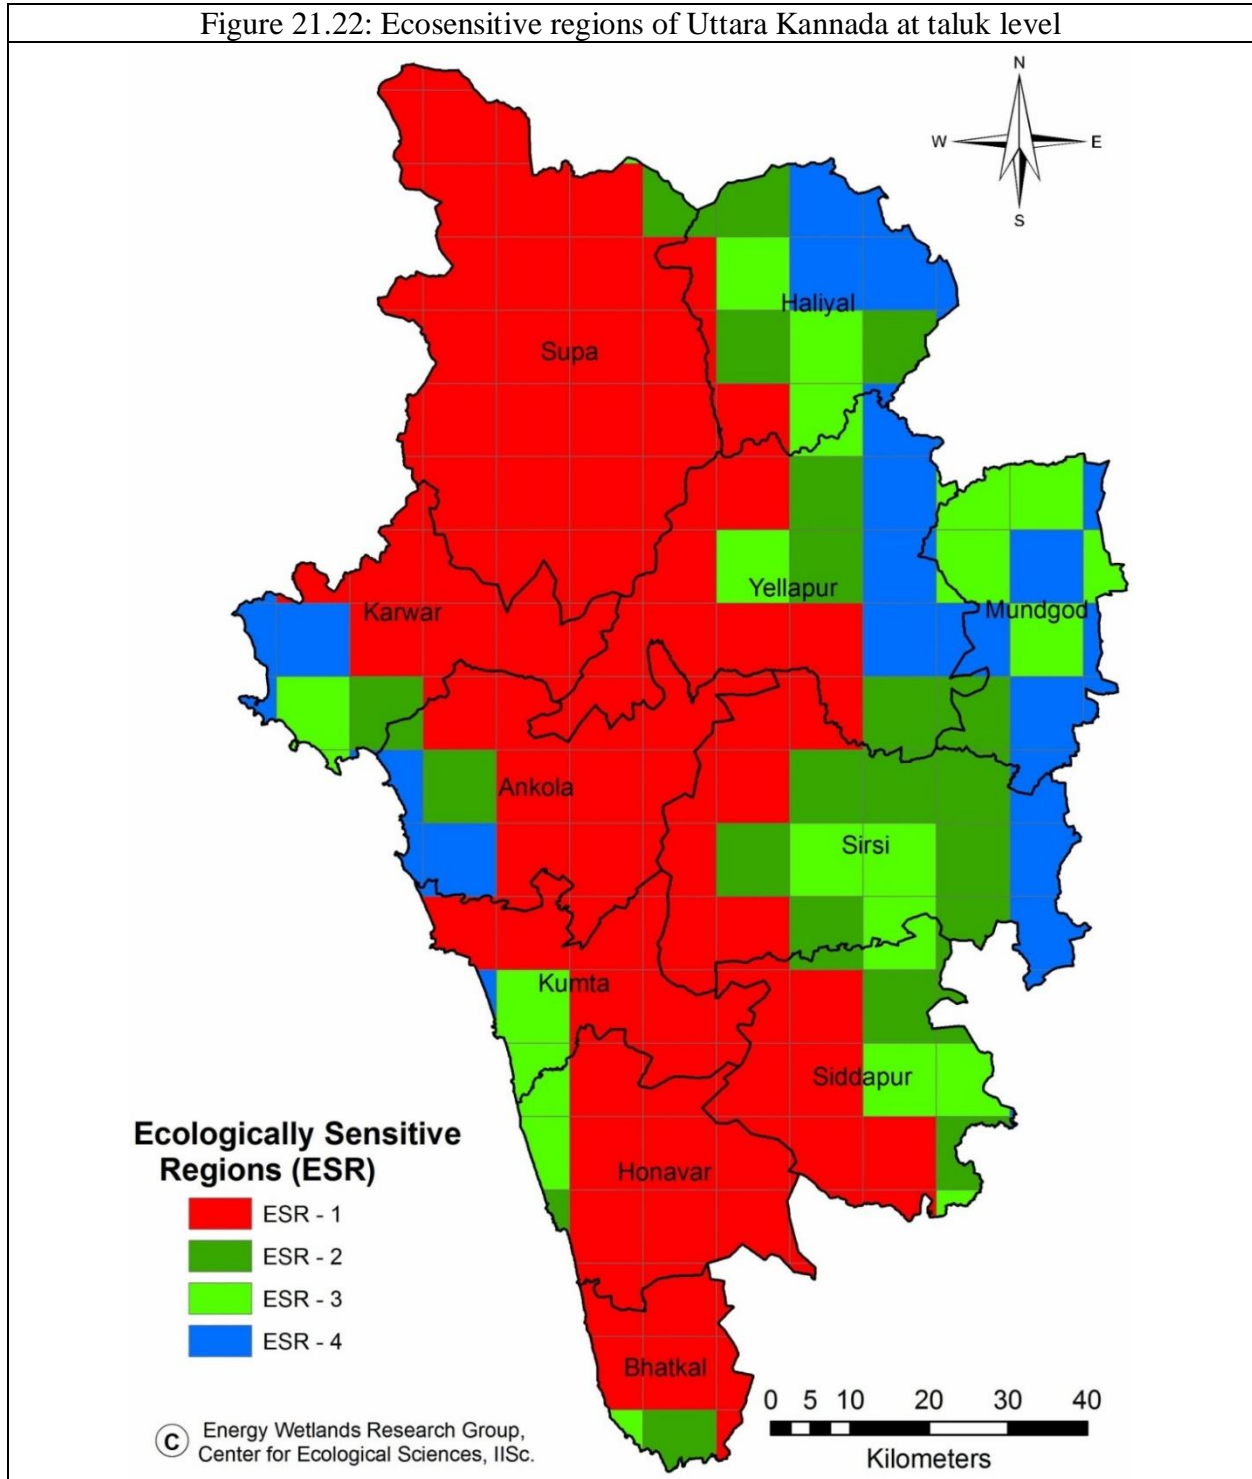 Figure 21.22: Ecosensitive regions of Uttara Kannada at taluk level
N
W
E
S
Haliyal
Supa
Yellapur
Karwar
Mundgod
Ankola
Sirsi
Kumta
Siddapur
Honavar
Bhatkal
Ecologically Sensitive
Regions (ESR)
ESR - 1
ESR - 2
ESR - 3
ESR - 4
C Energy Wetlands Research Group,
Center for Ecological Sciences, IISc.
0 5 10 20 30 40
Kilometers